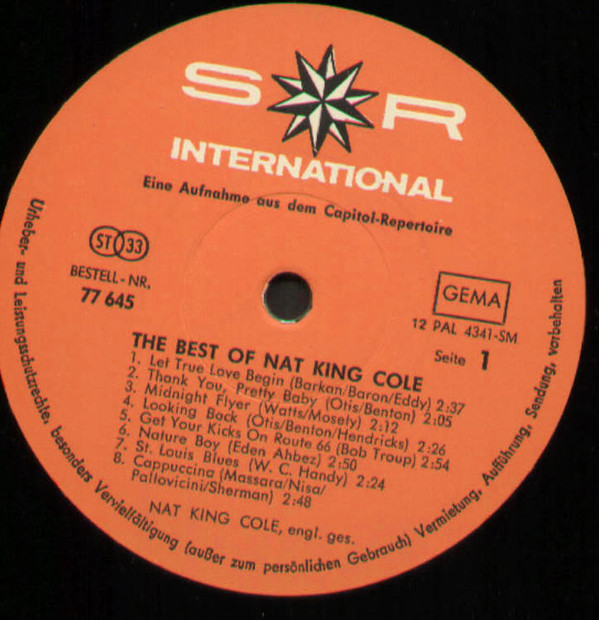 S R
INTERNATIONAL
Eine Aufnahme aus dem Capitol-Repertoire
ST 33
BESTELL-NR.
77 645
GEMA
12 PAL 4341-SM
Seite 1
THE BEST OF NAT KING COLE
1. Let True Love Begin (Barkan/Baron/Eddy) 2:37
2. Thank You, Pretty Baby (Otis/Benton) 2:05
3. Midnight Flyer (Watts/Mosely) 2:12
4. Looking Back (Otis/Benton/Hendricks) 2:26
5. Get Your Kicks On Route 66 (Bob Troup) 2:54
6. Nature Boy (Eden Ahbez) 2:50
7. St. Louis Blues (W. C. Handy) 2:24
8. Cappuccina (Massara/Nisa/
Pallovicini/Sherman) 2:48
NAT KING COLE, engl. ges.
Urheber- und Leistungsschutzrechte, besonders Vervielfältigung (außer zum persönlichen Gebrauch) Vermietung, Aufführung, Sendung, vorbehalten